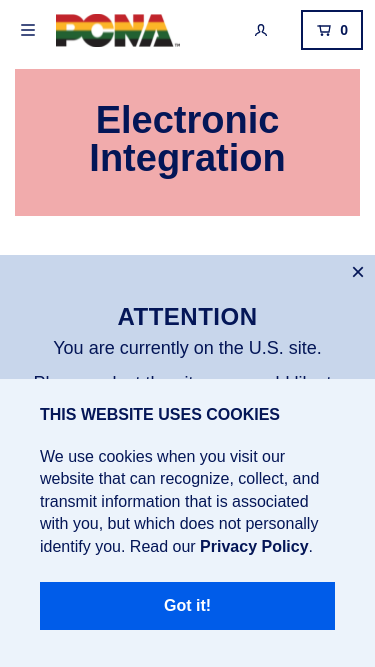 PONA™
0
Electronic
Integration
ATTENTION
You are currently on the U.S. site.
THIS WEBSITE USES COOKIES
We use cookies when you visit our
website that can recognize, collect, and
transmit information that is associated
with you, but which does not personally
identify you. Read our Privacy Policy.
Got it!